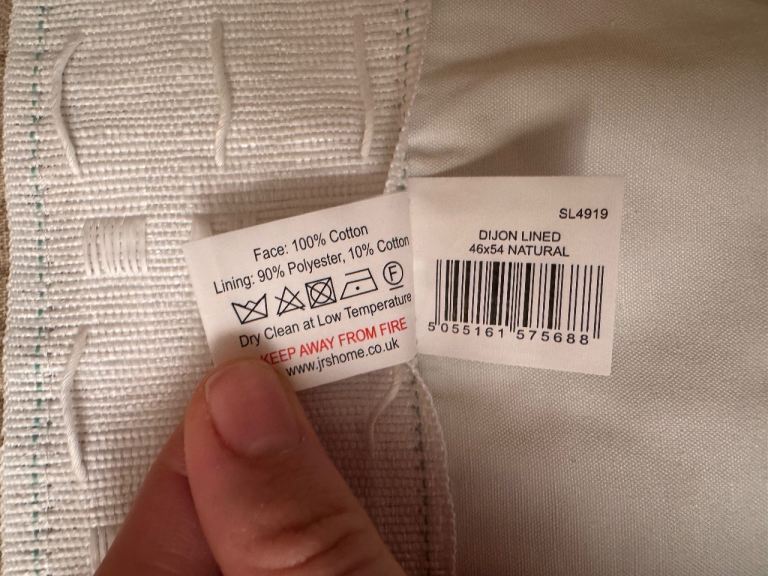 Face: 100% Cotton
Lining: 90% Polyester, 10% Cotton
F
Dry Clean at Low Temperature
KEEP AWAY FROM FIRE
www.jrshome.co.uk
SL4919
DIJON LINED
46x54 NATURAL
5 055161 575688